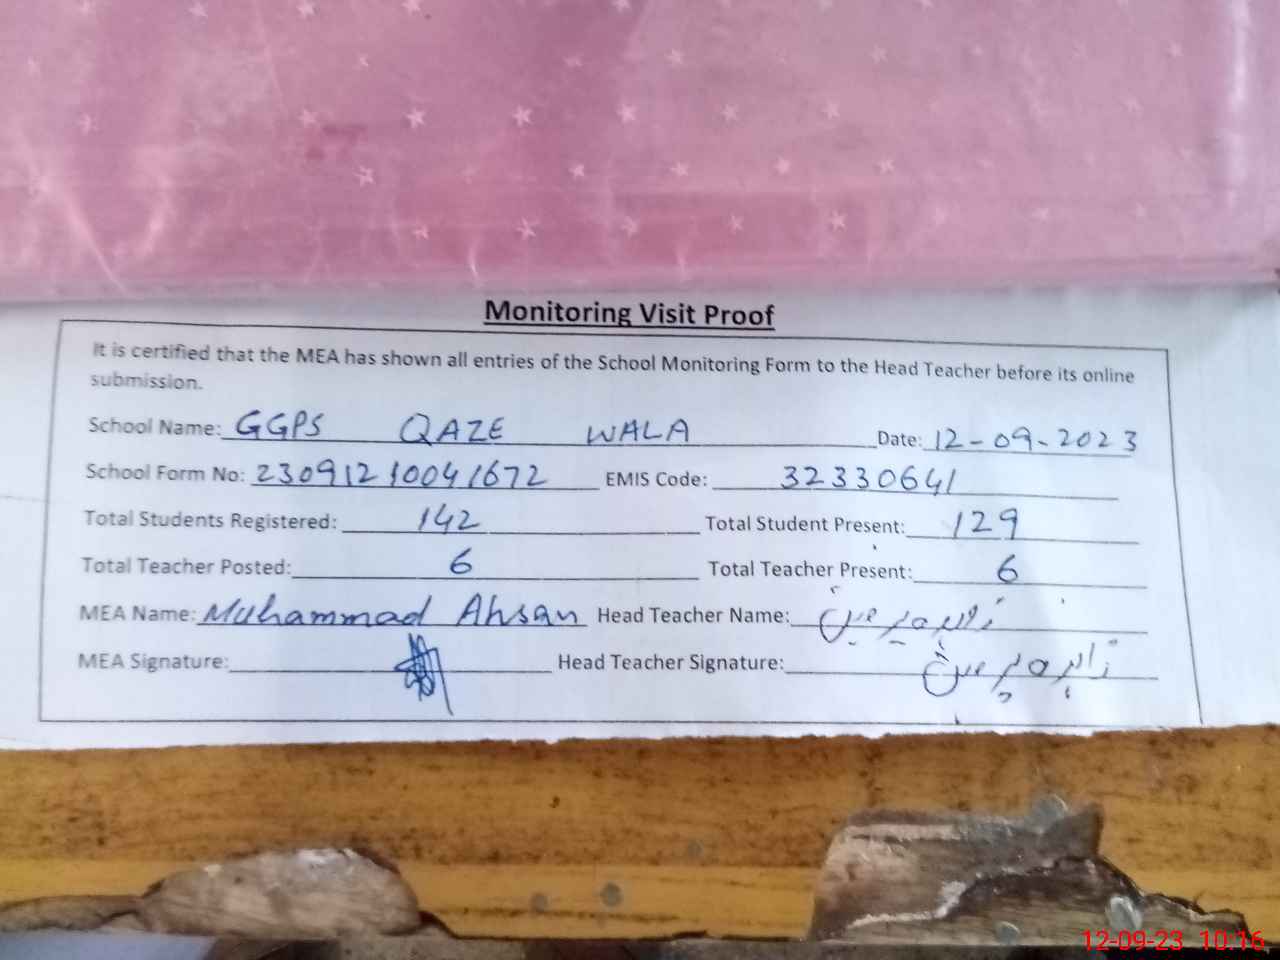 Monitoring Visit Proof
It is certified that the MEA has shown all entries of the School Monitoring Form to the Head Teacher before its online
submission.
School Name: GGPS QAZE WALA Date: 12-09-2023
School Form No: 23091210041672 EMIS Code: 32330641
Total Students Registered: 142 Total Student Present: 129
Total Teacher Posted: 6 Total Teacher Present: 6
MEA Name: Muhammad Ahsan Head Teacher Name:
MEA Signature: Head Teacher Signature:
12-09-23 10:16